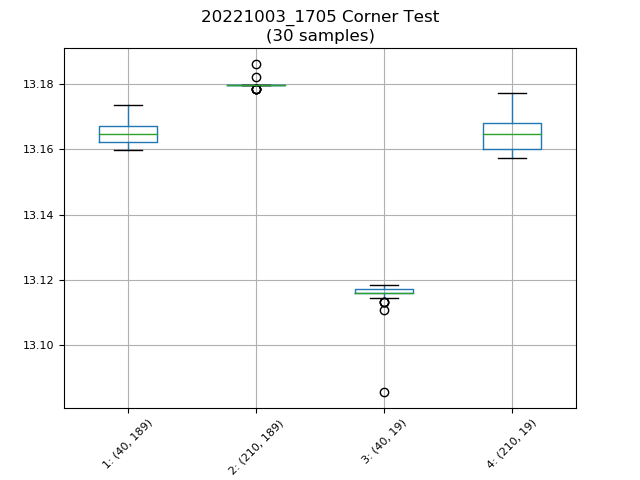 20221003_1705 Corner Test
(30 samples)
13.18
13.16
13.14
13.12
13.10
1: (40, 189)
2: (210, 189)
3: (40, 19)
4: (210, 19)